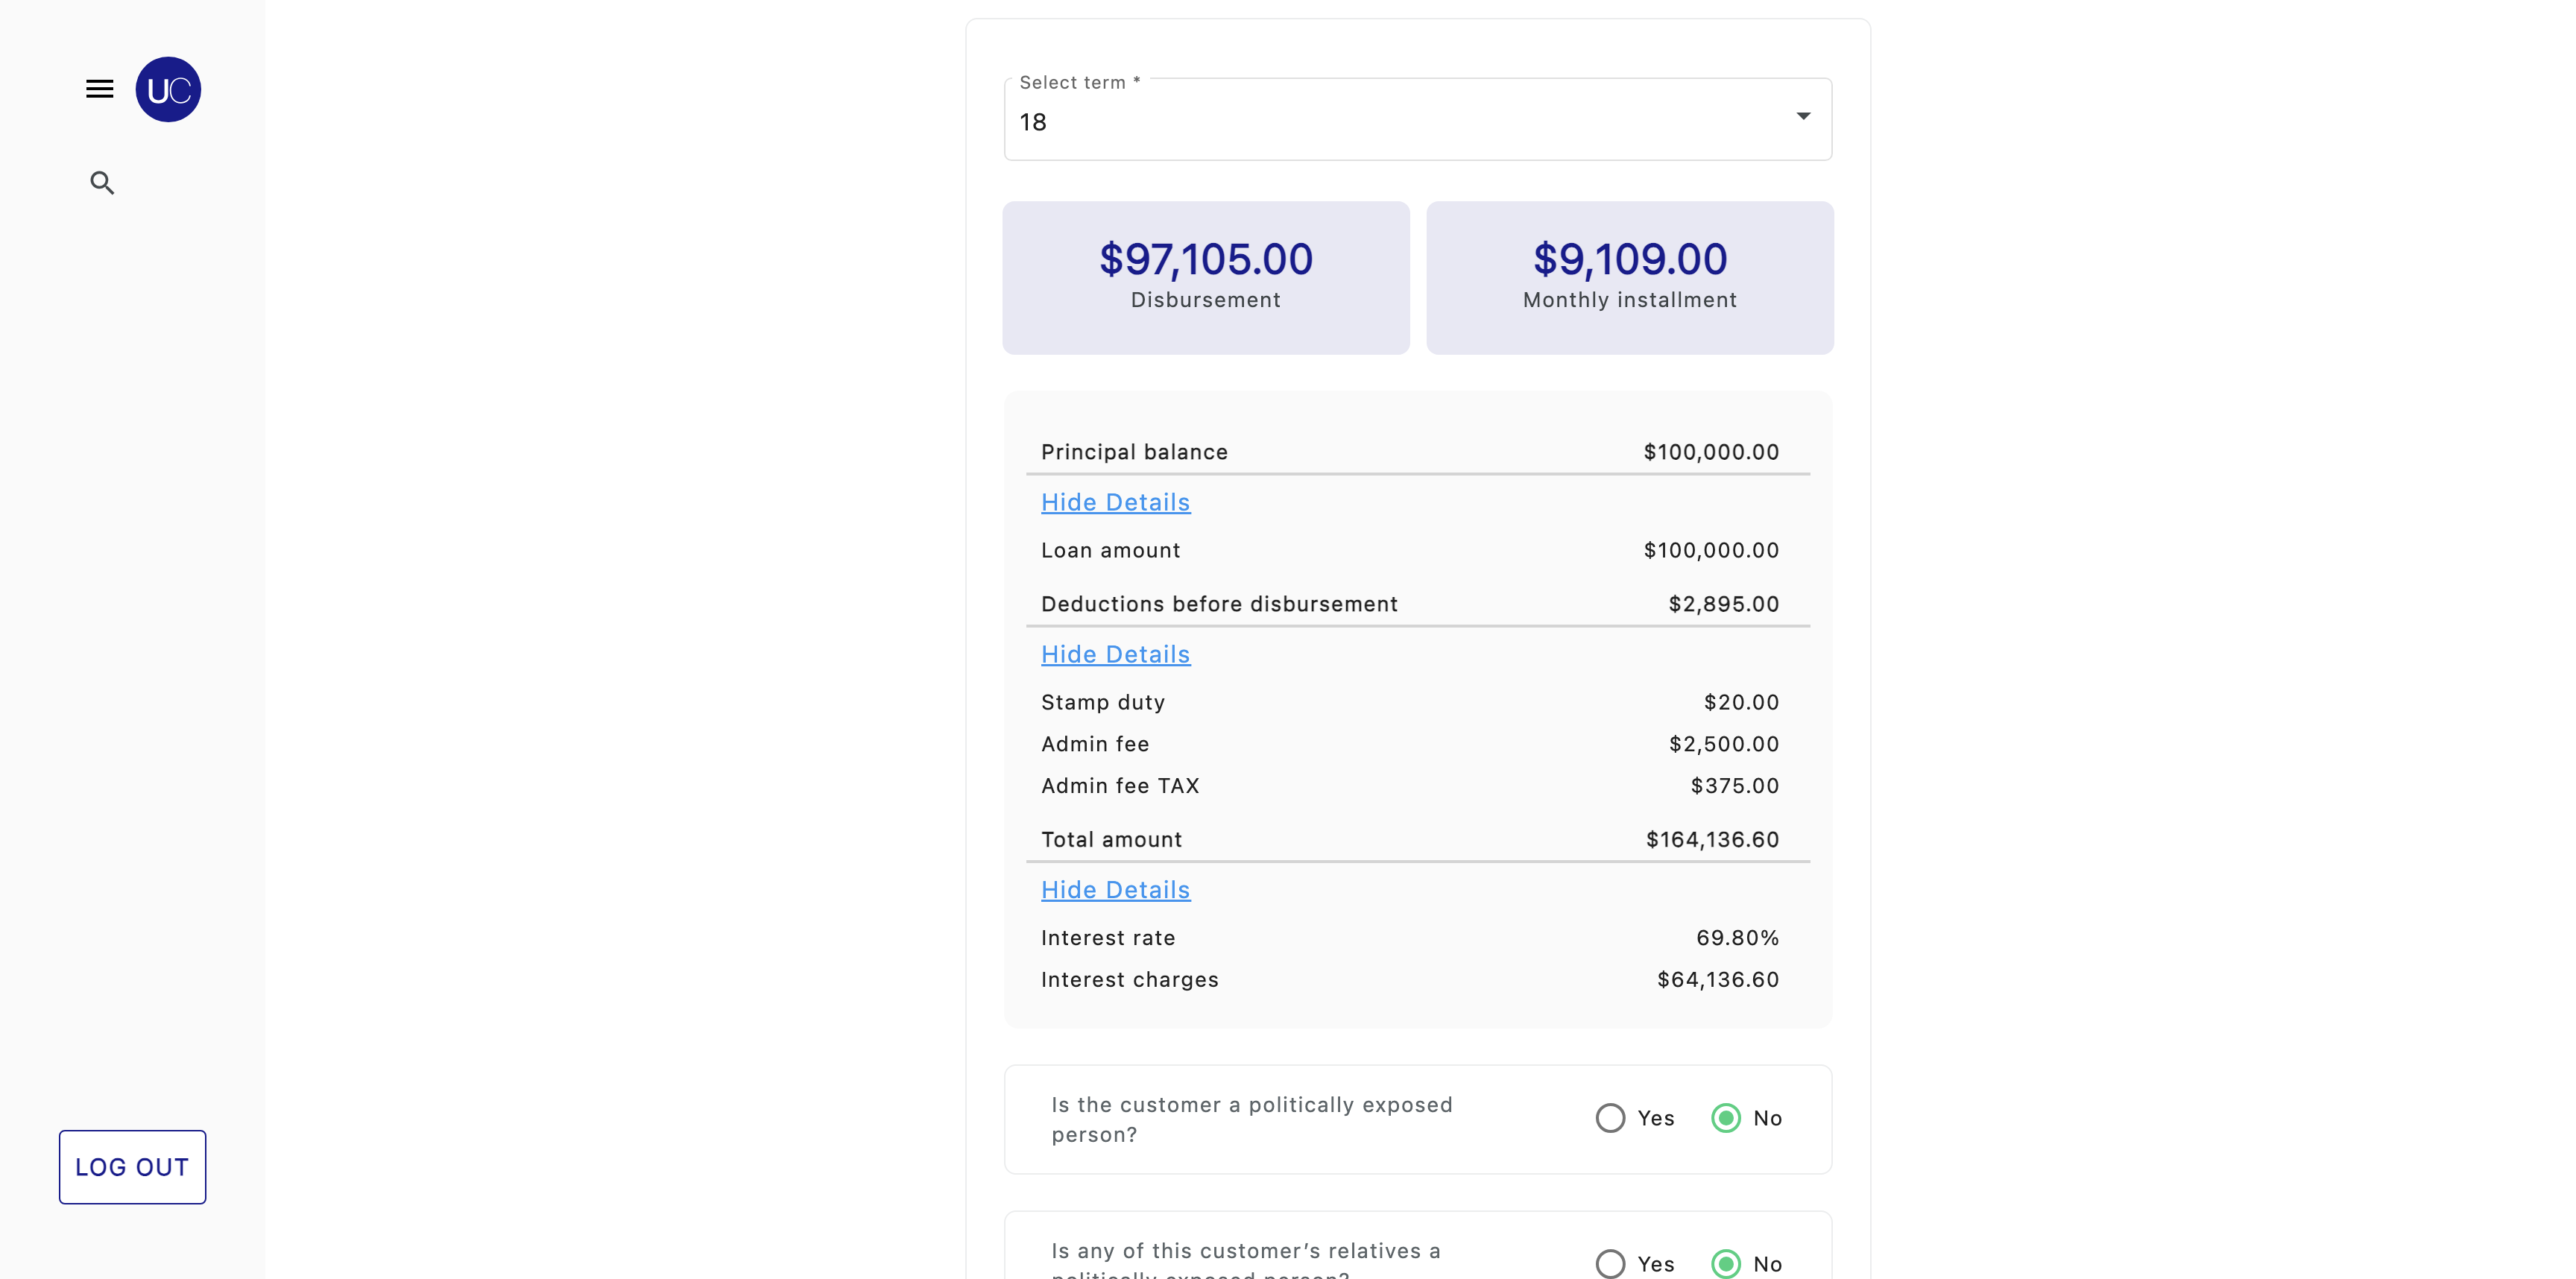 UC
Select term *
18
$97,105.00
Disbursement
$9,109.00
Monthly installment
Principal balance $100,000.00
Hide Details
Loan amount $100,000.00
Deductions before disbursement $2,895.00
Hide Details
Stamp duty $20.00
Admin fee $2,500.00
Admin fee TAX $375.00
Total amount $164,136.60
Hide Details
Interest rate 69.80%
Interest charges $64,136.60
Is the customer a politically exposed
person?
Yes No
LOG OUT
Is any of this customer’s relatives a
politically exposed person?
Yes No